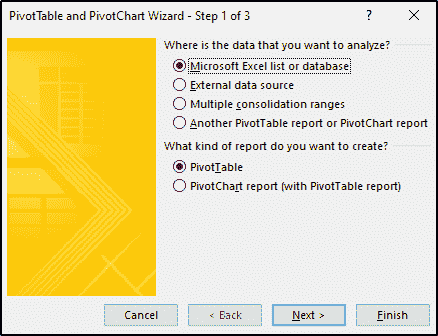 PivotTable and PivotChart Wizard - Step 1 of 3
?
Where is the data that you want to analyze?
Microsoft Excel list or database
External data source
Multiple consolidation ranges
Another PivotTable report or PivotChart report
What kind of report do you want to create?
PivotTable
PivotChart report (with PivotTable report)
Cancel < Back Next > Finish